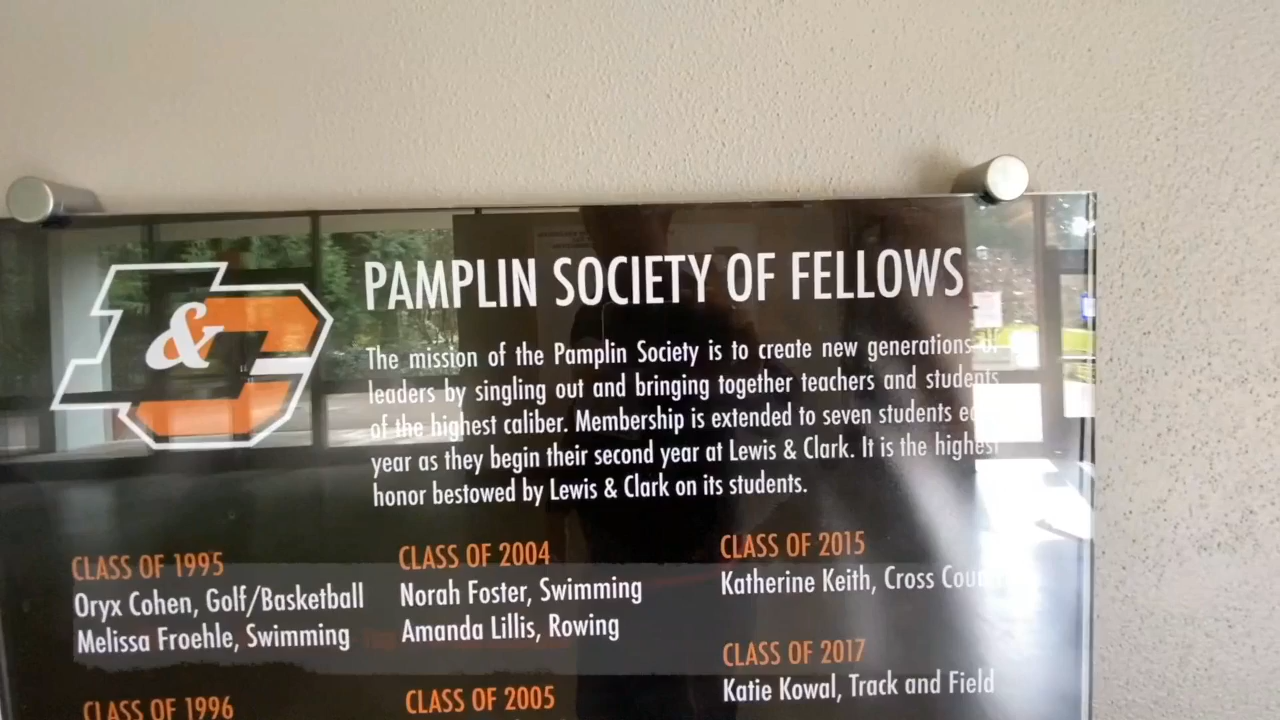 L&C
PAMPLIN SOCIETY OF FELLOWS
The mission of the Pamplin Society is to create new generations of
leaders by singling out and bringing together teachers and students
of the highest caliber. Membership is extended to seven students each
year as they begin their second year at Lewis & Clark. It is the highest
honor bestowed by Lewis & Clark on its students.
CLASS OF 1995
Oryx Cohen, Golf/Basketball
Melissa Froehle, Swimming
CLASS OF 1996
CLASS OF 2004
Norah Foster, Swimming
Amanda Lillis, Rowing
CLASS OF 2005
CLASS OF 2015
Katherine Keith, Cross
CLASS OF 2017
Katie Kowal, Track and Field